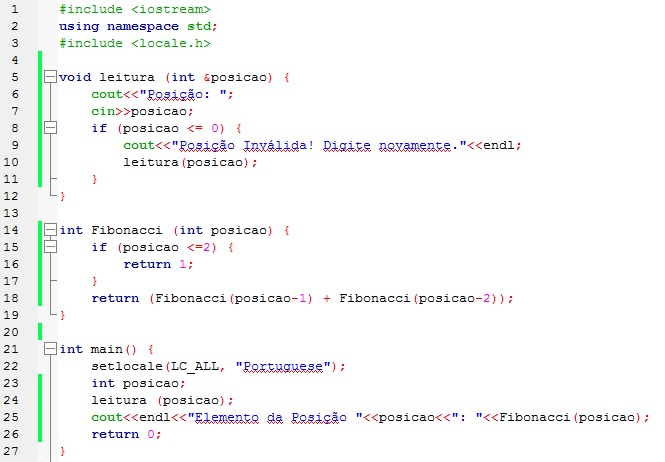 1 #include <iostream>
2 using namespace std;
3 #include <locale.h>
4
5 void leitura (int &posicao) {
6 cout<<"Posição: ";
7 cin>>posicao;
8 if (posicao <= 0) {
9 cout<<"Posição Inválida! Digite novamente."<<endl;
10 leitura(posicao);
11 }
12 }
13
14 int Fibonacci (int posicao) {
15 if (posicao <=2) {
16 return 1;
17 }
18 return (Fibonacci(posicao-1) + Fibonacci(posicao-2));
19 }
20
21 int main() {
22 setlocale(LC_ALL, "Portuguese");
23 int posicao;
24 leitura (posicao);
25 cout<<endl<<"Elemento da Posição "<<posicao<<": "<<Fibonacci(posicao);
26 return 0;
27 }